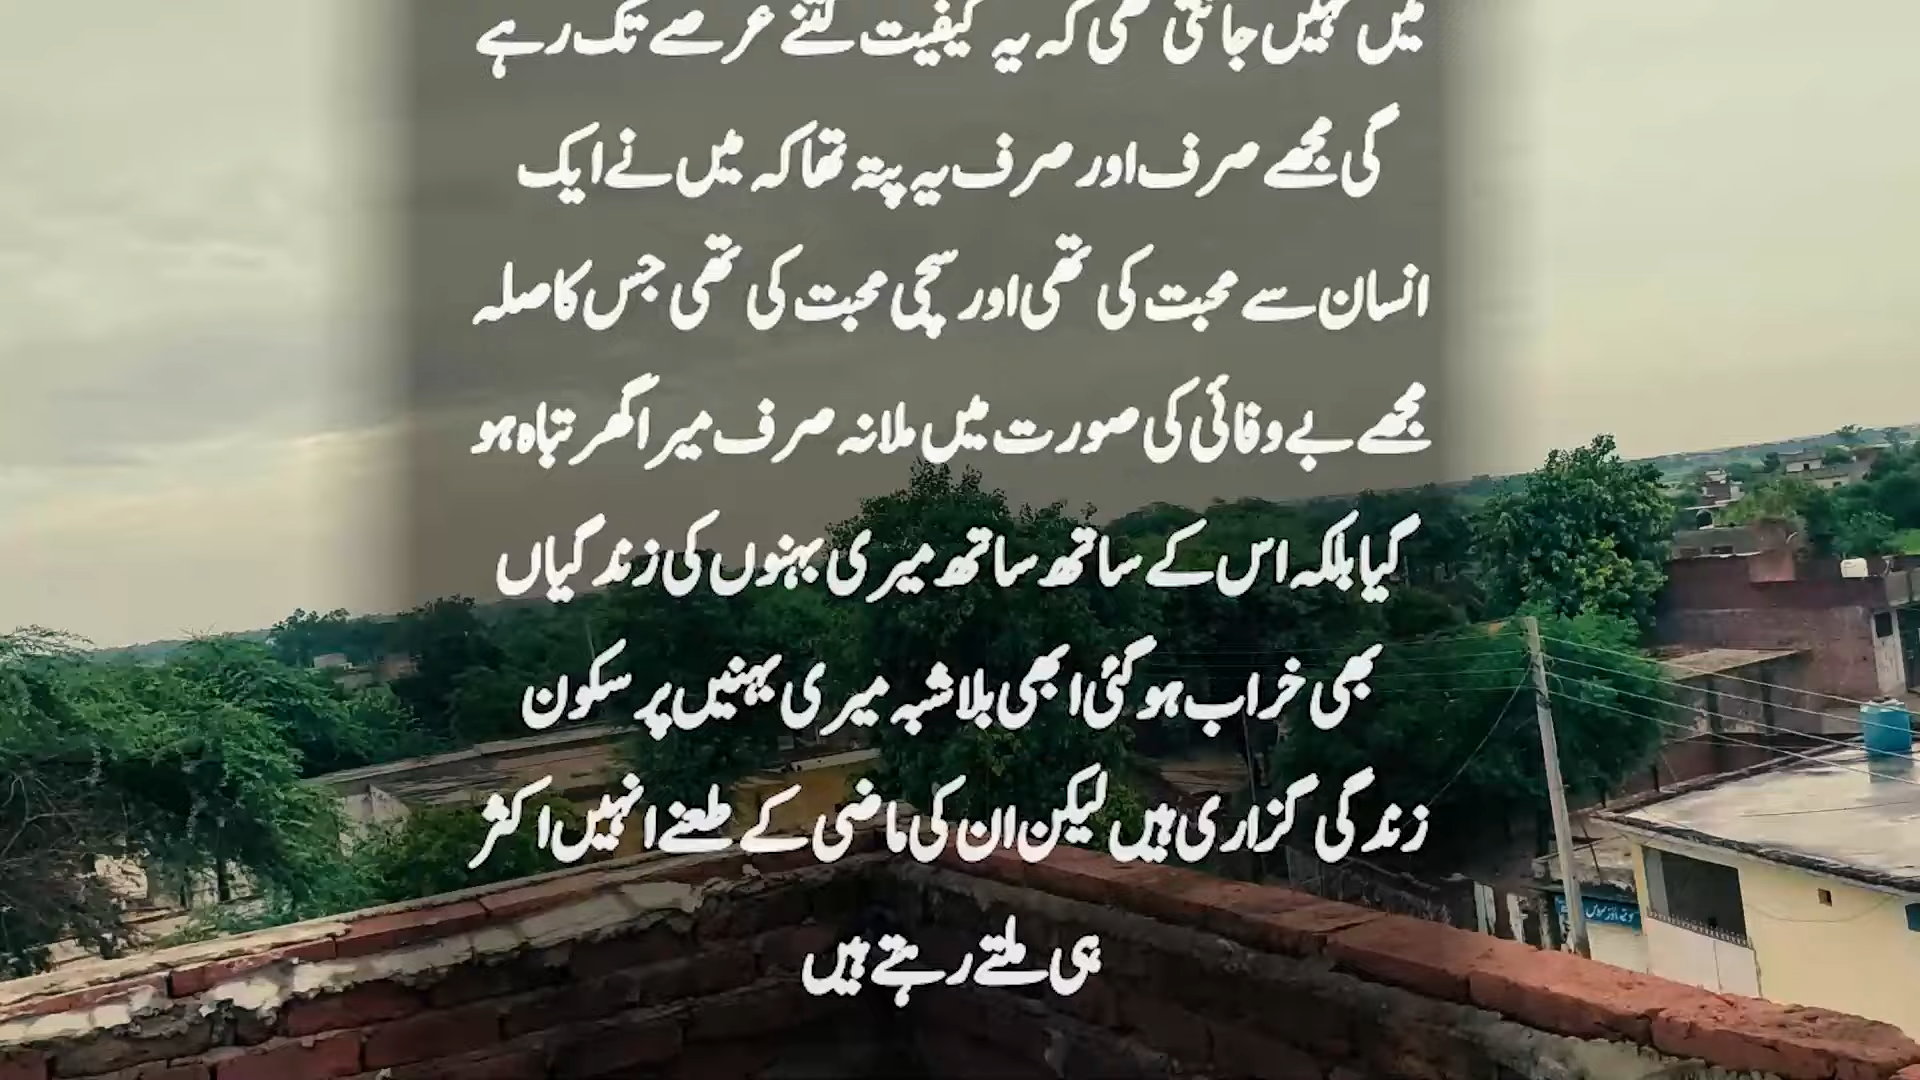 میں نہیں جانتی تھی کہ یہ کیفیت کتنے عرصے تک رہے
گی مجھے صرف اور صرف یہ پتہ تھا کہ میں نے ایک
انسان سے محبت کی تھی اور سچی محبت کی تھی جس کا صلہ
مجھے بے وفائی کی صورت میں ملا نہ صرف میرا گھر تباہ ہو
گیا بلکہ اس کے ساتھ ساتھ میری بہنوں کی زندگیاں
بھی خراب ہو گئی ابھی بلاشبہ میری بہنیں پر سکون
زندگی گزار ری ہیں لیکن ان کی ماضی کے طعنے انہیں اکثر
ہی ملتے رہتے ہیں